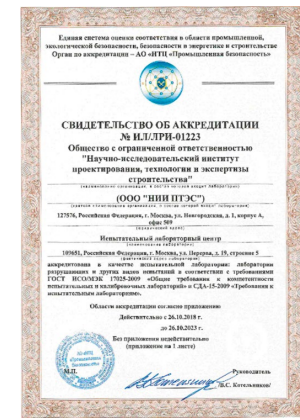 Единая система оценки соответствия в области промышленной,
экологической безопасности, безопасности в энергетике и строительстве
Орган по аккредитации – АО «НТЦ «Промышленная безопасность»
СВИДЕТЕЛЬСТВО ОБ АККРЕДИТАЦИИ
№ ИЛ/ЛРИ-01223
Общество с ограниченной ответственностью
"Научно-исследовательский институт
проектирования, технологии и экспертизы
строительства"
(ООО "НИИ ПТЭС")
127576, Российская Федерация, г. Москва, ул. Новгородская, д. 1, корпус А,
офис 509
Испытательный лабораторный центр
109651, Российская Федерация, г. Москва, ул. Перерва, д. 19, строение 5
аккредитована в качестве испытательной лаборатории: лаборатории
разрушающих и других видов испытаний в соответствии с требованиями
ГОСТ ИСО/МЭК 17025-2009 «Общие требования к компетентности
испытательных и калибровочных лабораторий» и СДА-15-2009 «Требования к
испытательным лабораториям».
Области аккредитации согласно приложению
Действительно с 26.10.2018 г.
до 26.10.2023 г.
Без приложения недействительно
(приложение на 1 листе)
Руководитель
М.П.
/В.С. Котельников/